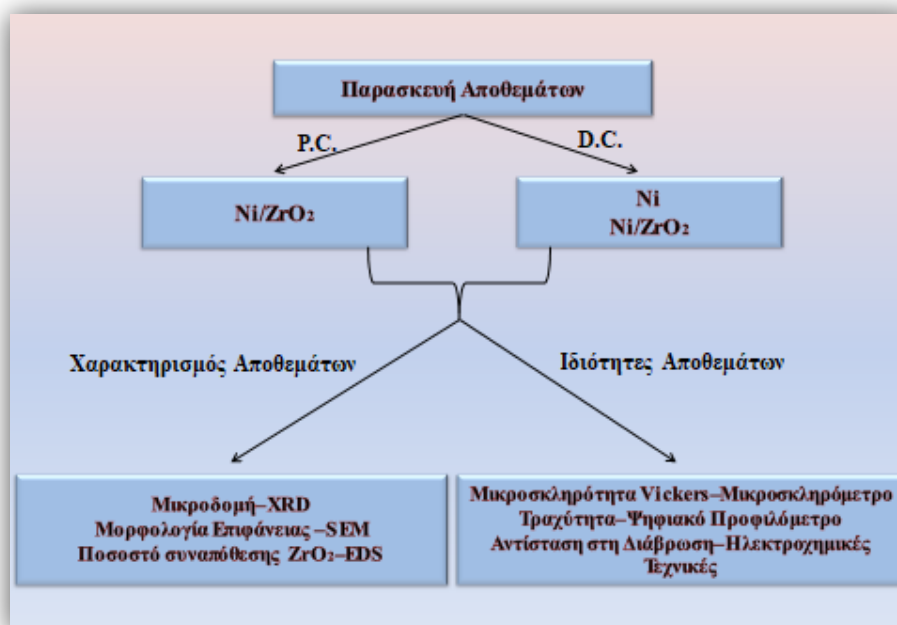 Παρασκευή Αποθεμάτων
P.C.
D.C.
Ni/ZrO₂
Ni
Ni/ZrO₂
Χαρακτηρισμός Αποθεμάτων
Ιδιότητες Αποθεμάτων
Μικροδομή–XRD
Μορφολογία Επιφάνειας –SEM
Ποσοστό συναπόθεσης ZrO₂–EDS
Μικροσκληρότητα Vickers–Μικροσκληρόμετρο
Τραχύτητα–Ψηφιακό Προφιλόμετρο
Αντίσταση στη Διάβρωση–Ηλεκτροχημικές
Τεχνικές